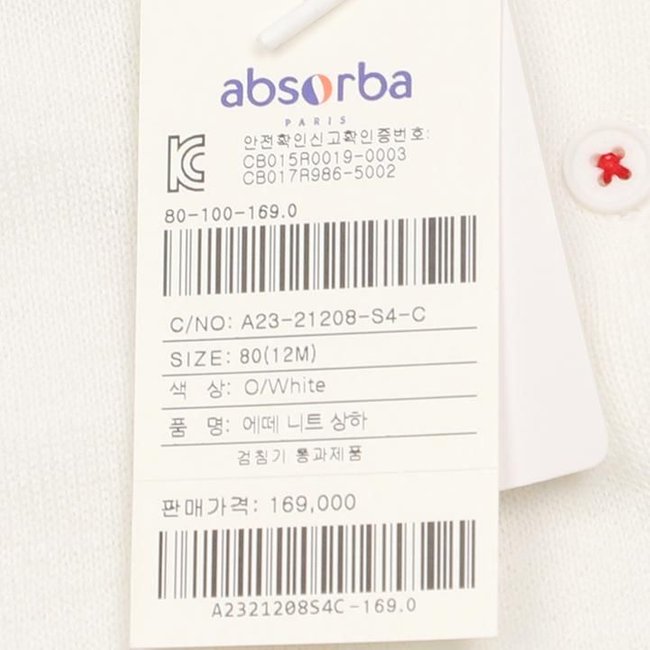 absorba
PARIS
안전확인신고확인증번호:
CB015R0019-0003
CB017R986-5002
80-100-169.0
C/NO: A23-21208-S4-C
SIZE: 80(12M)
색 상: O/White
품 명: 에떼 니트 상하
검침기 통과제품
판매가격: 169,000
A2321208S4C-169.0